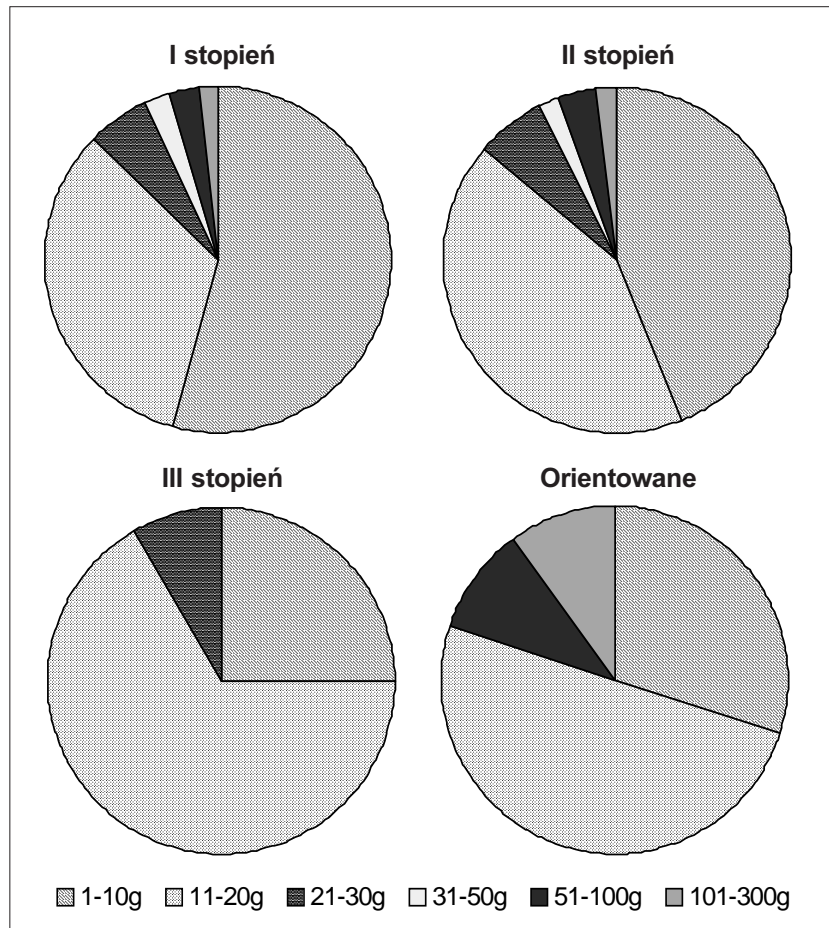 I stopień
II stopień
III stopień
Orientowane
1-10g 11-20g 21-30g 31-50g 51-100g 101-300g